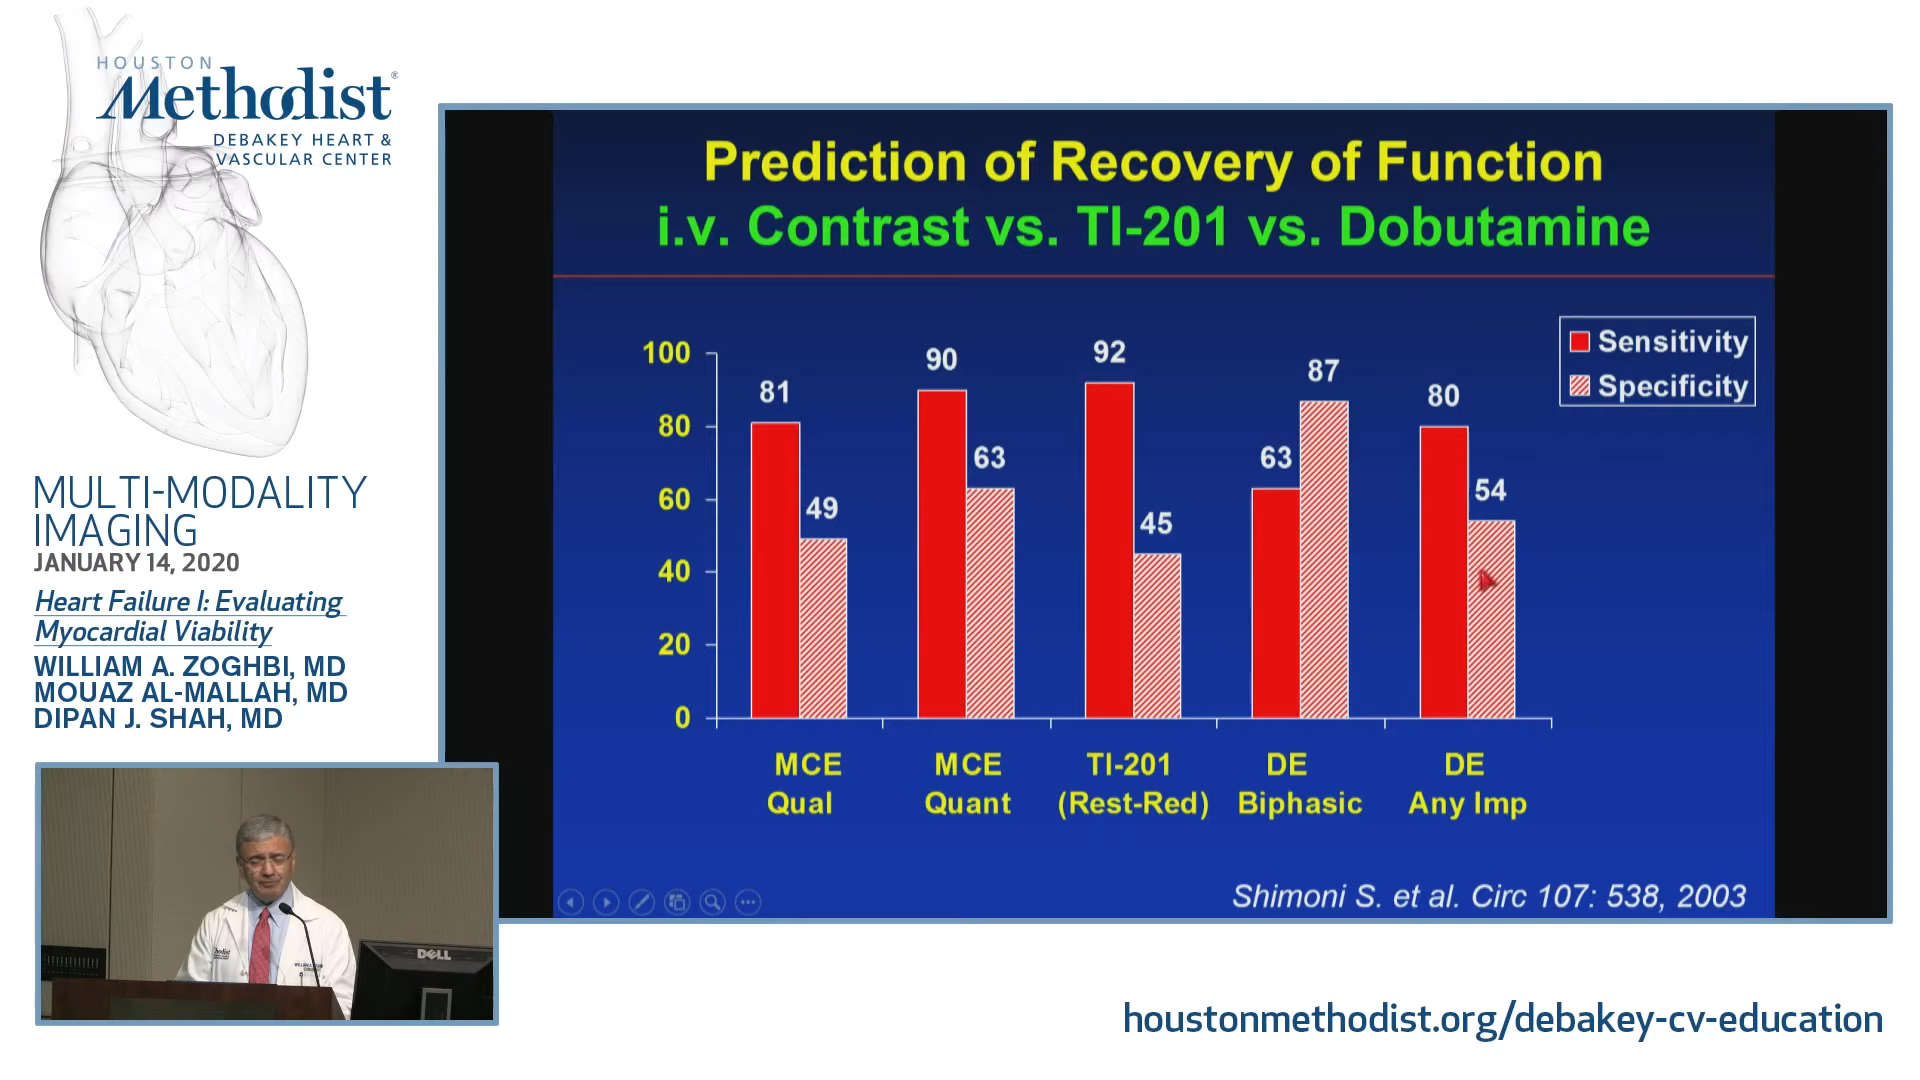 HOUSTON
Methodist®
DEBAKEY HEART &
VASCULAR CENTER
MULTI-MODALITY
IMAGING
JANUARY 14, 2020
Heart Failure I: Evaluating
Myocardial Viability
WILLIAM A. ZOGHBI, MD
MOUAZ AL-MALLAH, MD
DIPAN J. SHAH, MD
Prediction of Recovery of Function
i.v. Contrast vs. Tl-201 vs. Dobutamine
Sensitivity
Specificity
100
80
60
40
20
0
81
49
90
63
92
45
63
87
80
54
MCE
Qual
MCE
Quant
Tl-201
(Rest-Red)
DE
Biphasic
DE
Any Imp
Shimoni S. et al. Circ 107: 538, 2003
DELL
houstonmethodist.org/debakey-cv-education